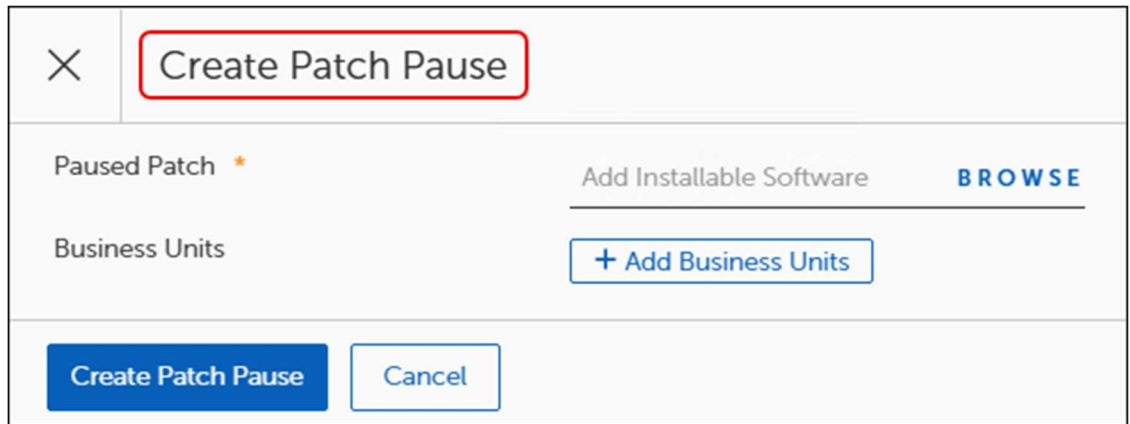 Create Patch Pause
Paused Patch *
Add Installable Software BROWSE
Business Units
+ Add Business Units
Create Patch Pause
Cancel